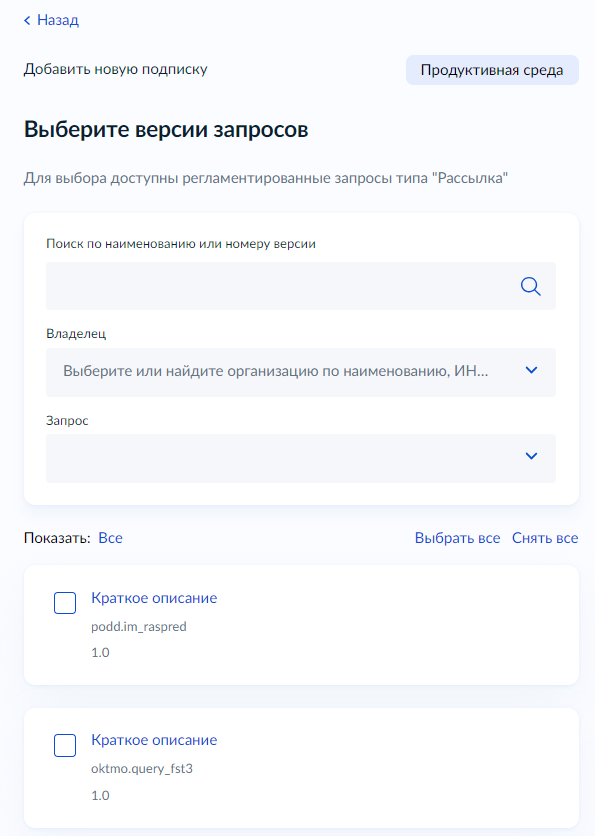 Назад
Добавить новую подписку
Продуктивная среда
Выберите версии запросов
Для выбора доступны регламентированные запросы типа "Рассылка"
Поиск по наименованию или номеру версии
Владелец
Выберите или найдите организацию по наименованию, ИН...
Запрос
Показать: Все
Выбрать все Снять все
Краткое описание
podd.im_raspred
1.0
Краткое описание
oktmo.query_fst3
1.0